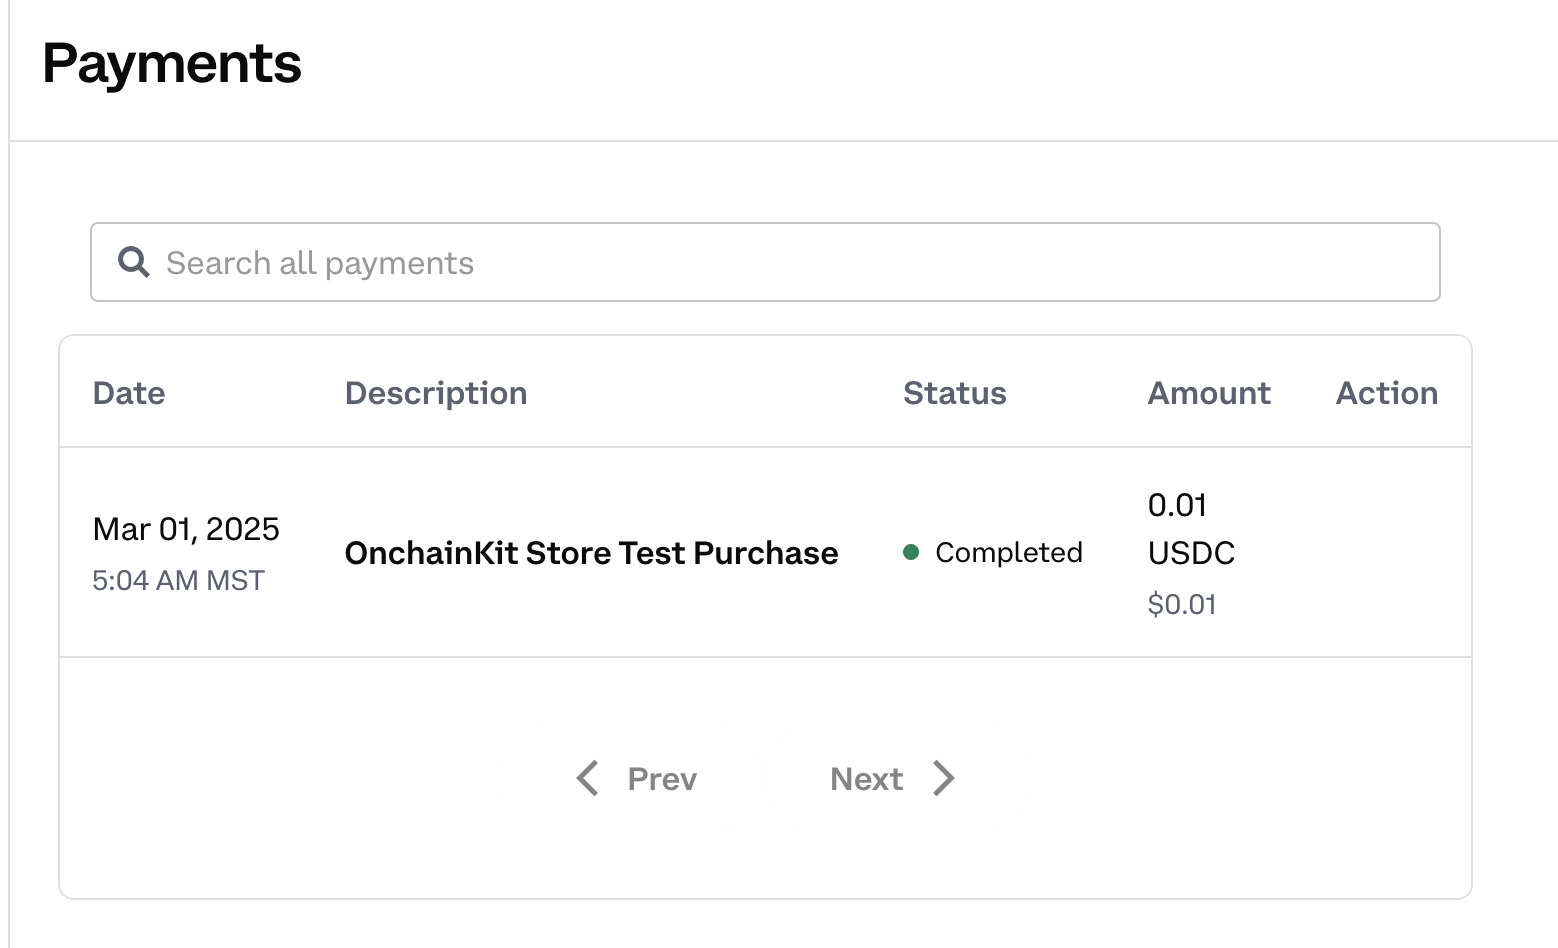 Payments
Search all payments
Date Description Status Amount Action
Mar 01, 2025
5:04 AM MST
OnchainKit Store Test Purchase
Completed
0.01
USDC
$0.01
Prev Next